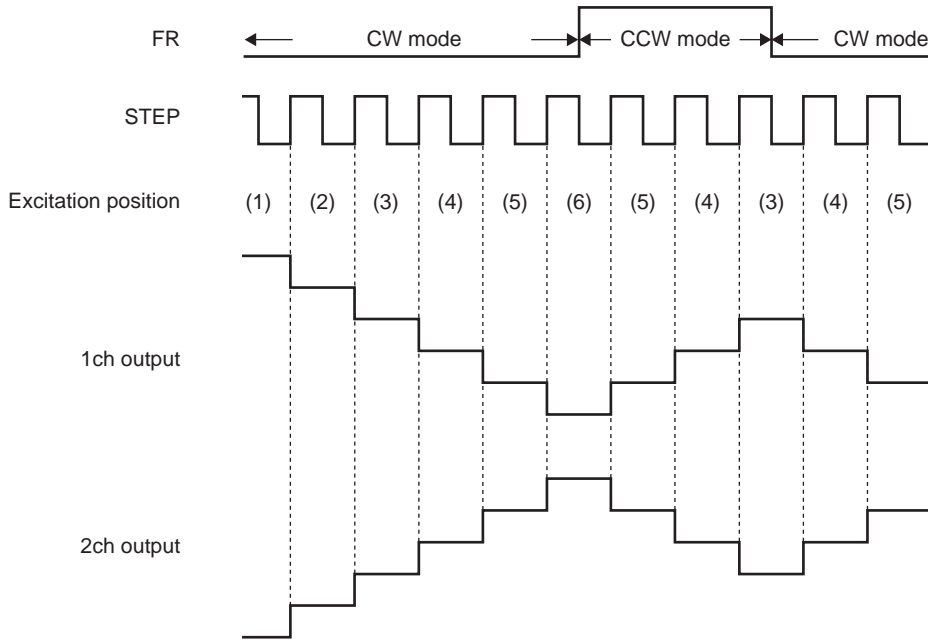 FR CW mode CCW mode CW mode
STEP
Excitation position (1) (2) (3) (4) (5) (6) (5) (4) (3) (4) (5)
1ch output
2ch output